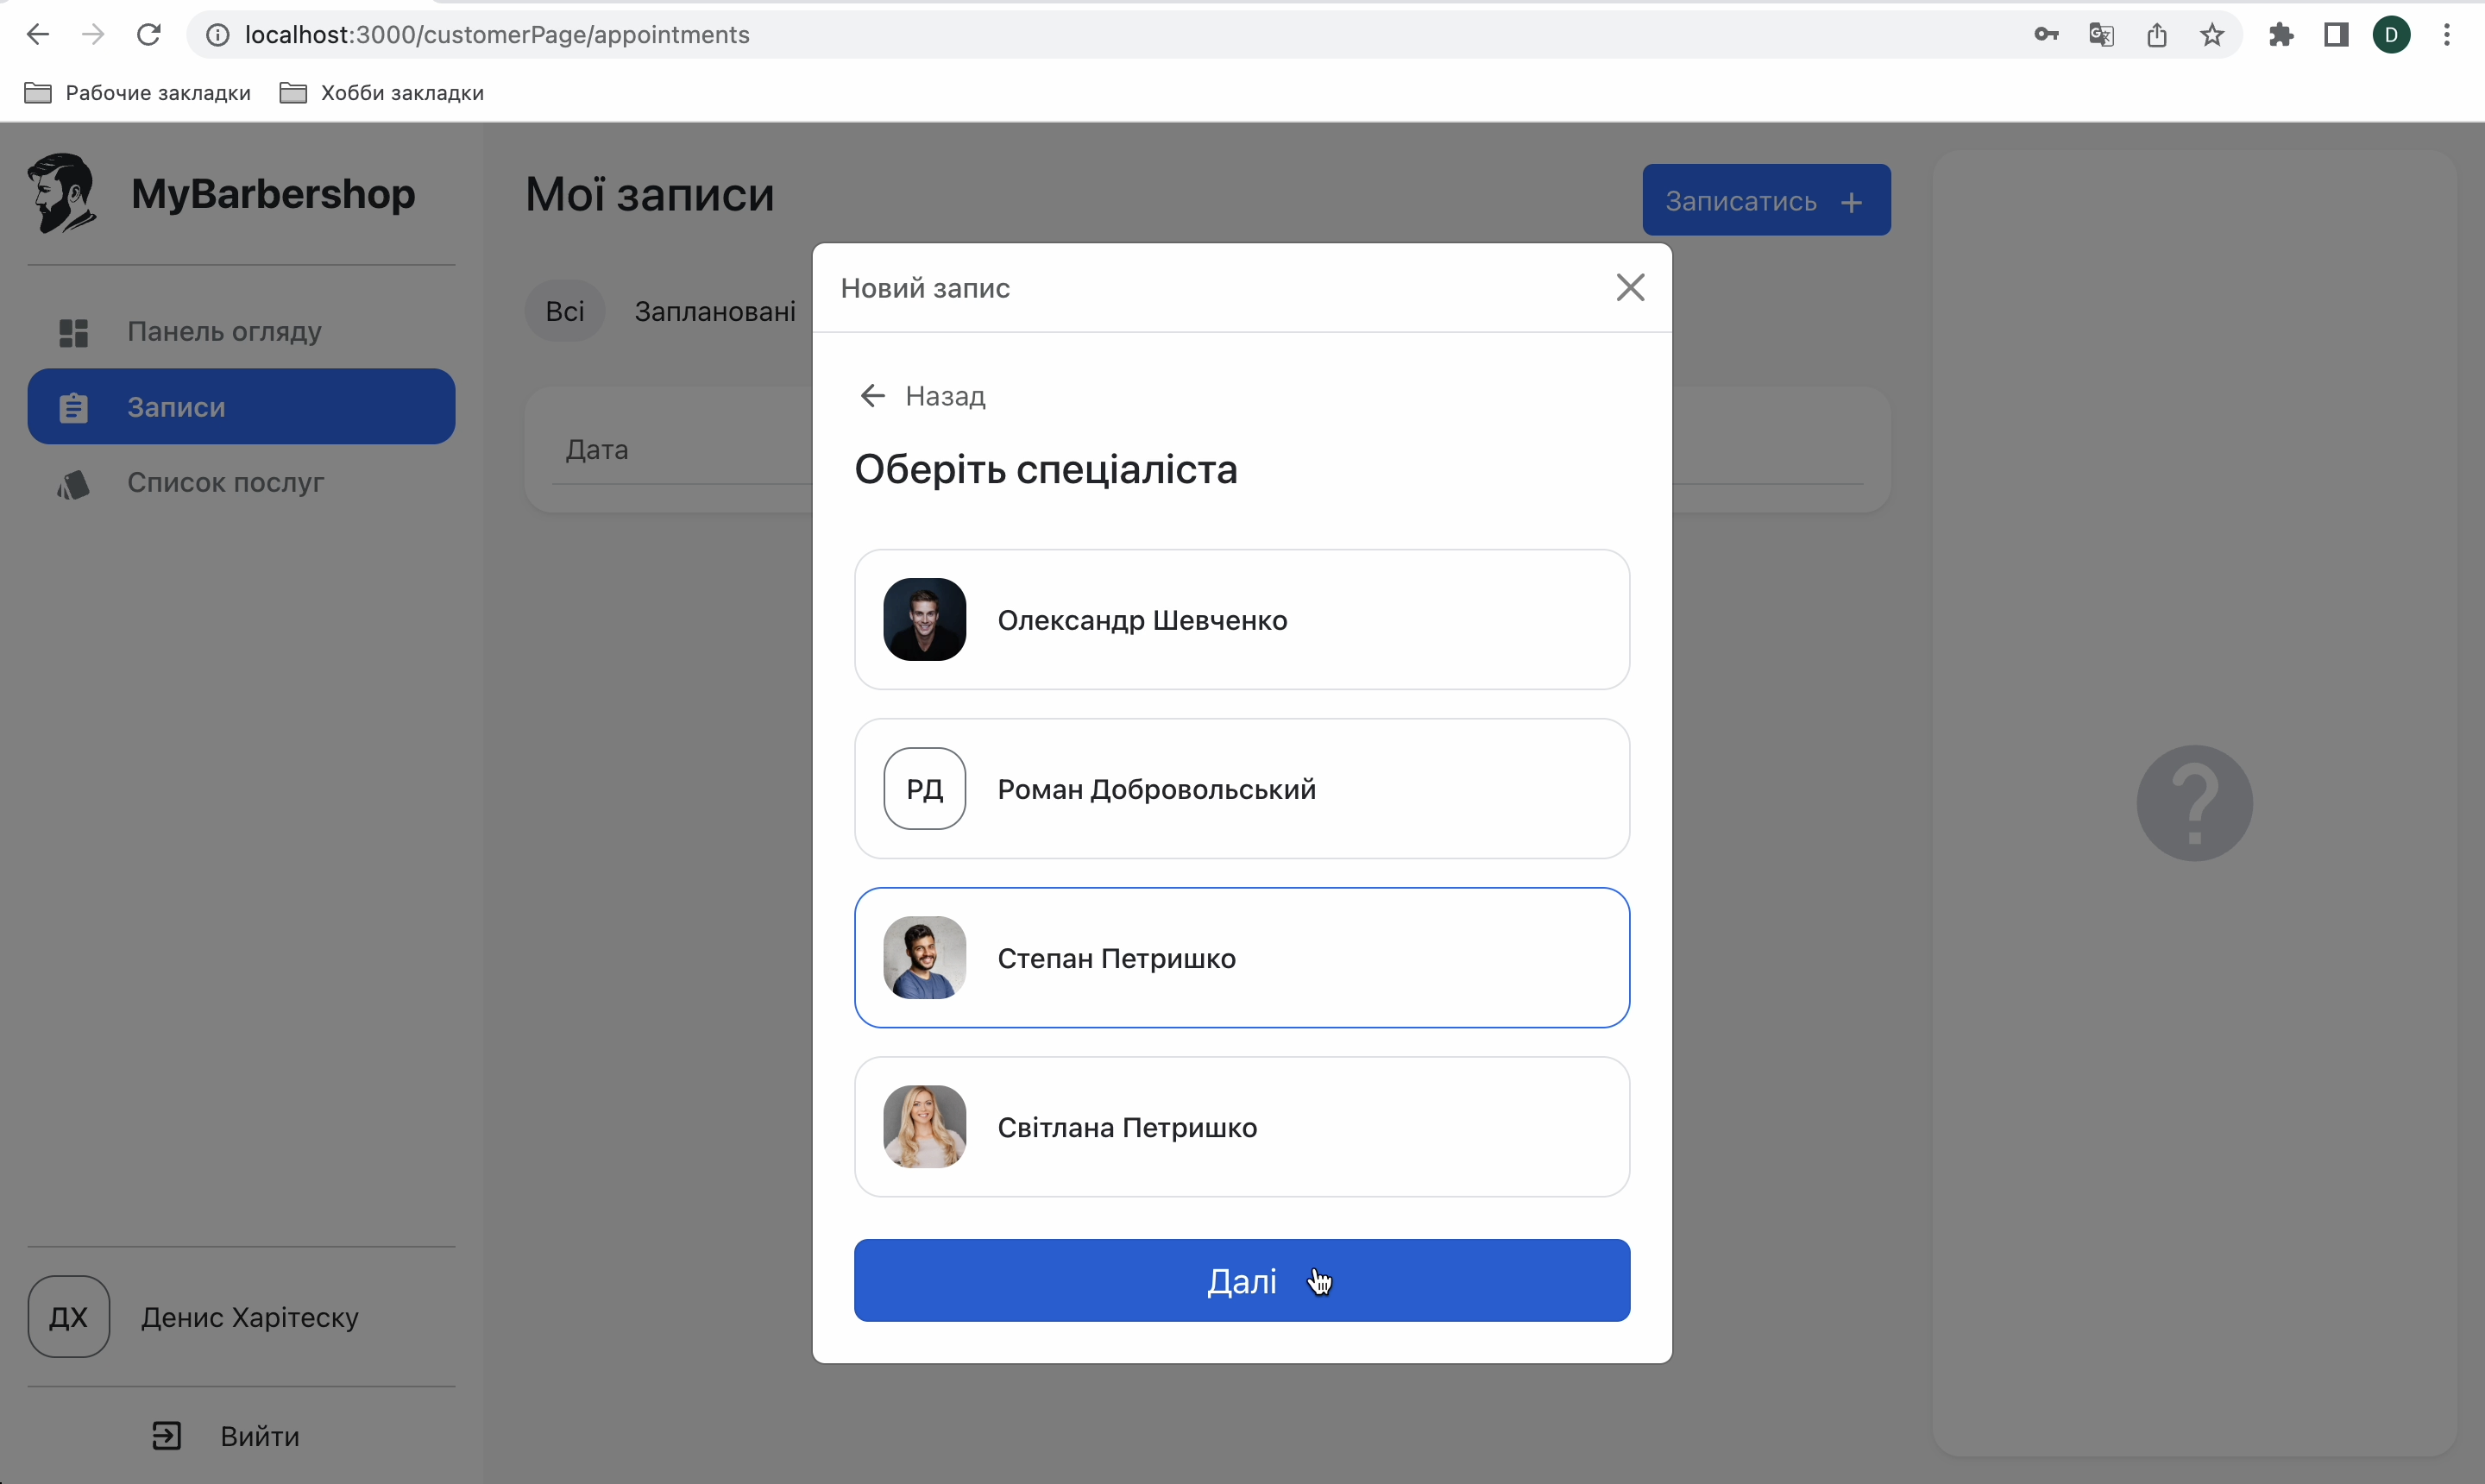 localhost:3000/customerPage/appointments
D
Рабочие закладки
Хобби закладки
MyBarbershop
Панель огляду
Записи
Список послуг
ДХ
Денис Харітеску
Вийти
Мої записи
Записатись +
Всі
Заплановані
Дата
Новий запис
Назад
Оберіть спеціаліста
Олександр Шевченко
РД
Роман Добровольський
Степан Петришко
Світлана Петришко
Далі
?